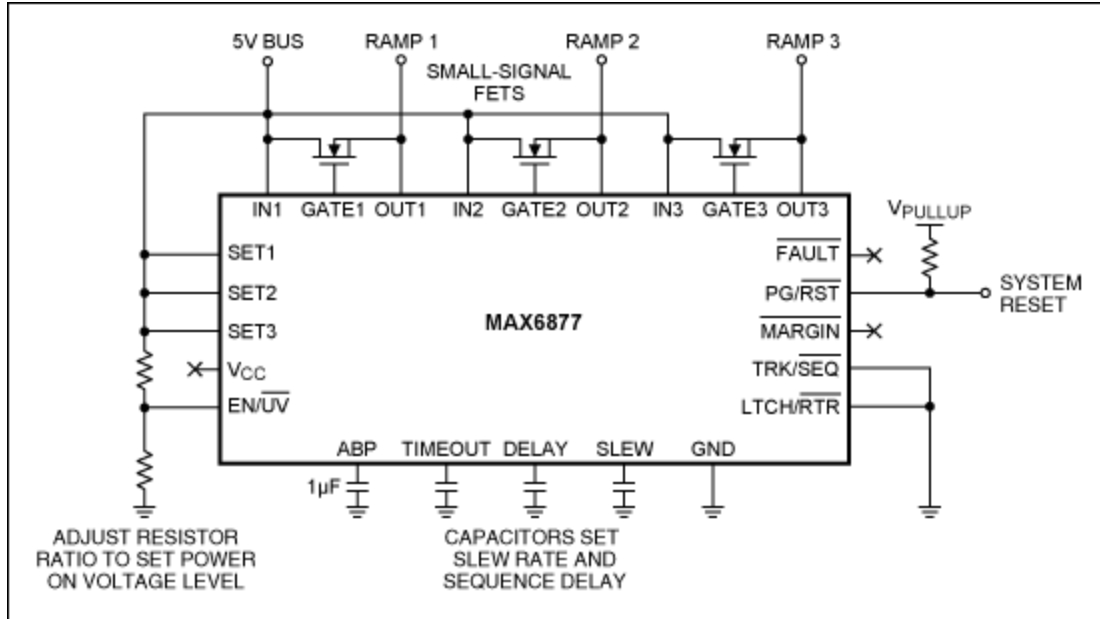 5V BUS
RAMP 1
RAMP 2
RAMP 3
SMALL-SIGNAL
FETS
IN1
GATE1
OUT1
IN2
GATE2
OUT2
IN3
GATE3
OUT3
VPULLUP
SET1
FAULT
SET2
PG/RST
SYSTEM
RESET
MAX6877
SET3
MARGIN
VCC
TRK/SEQ
EN/UV
LTCH/RTR
ABP
TIMEOUT
DELAY
SLEW
GND
1µF
ADJUST RESISTOR
RATIO TO SET POWER
ON VOLTAGE LEVEL
CAPACITORS SET
SLEW RATE AND
SEQUENCE DELAY